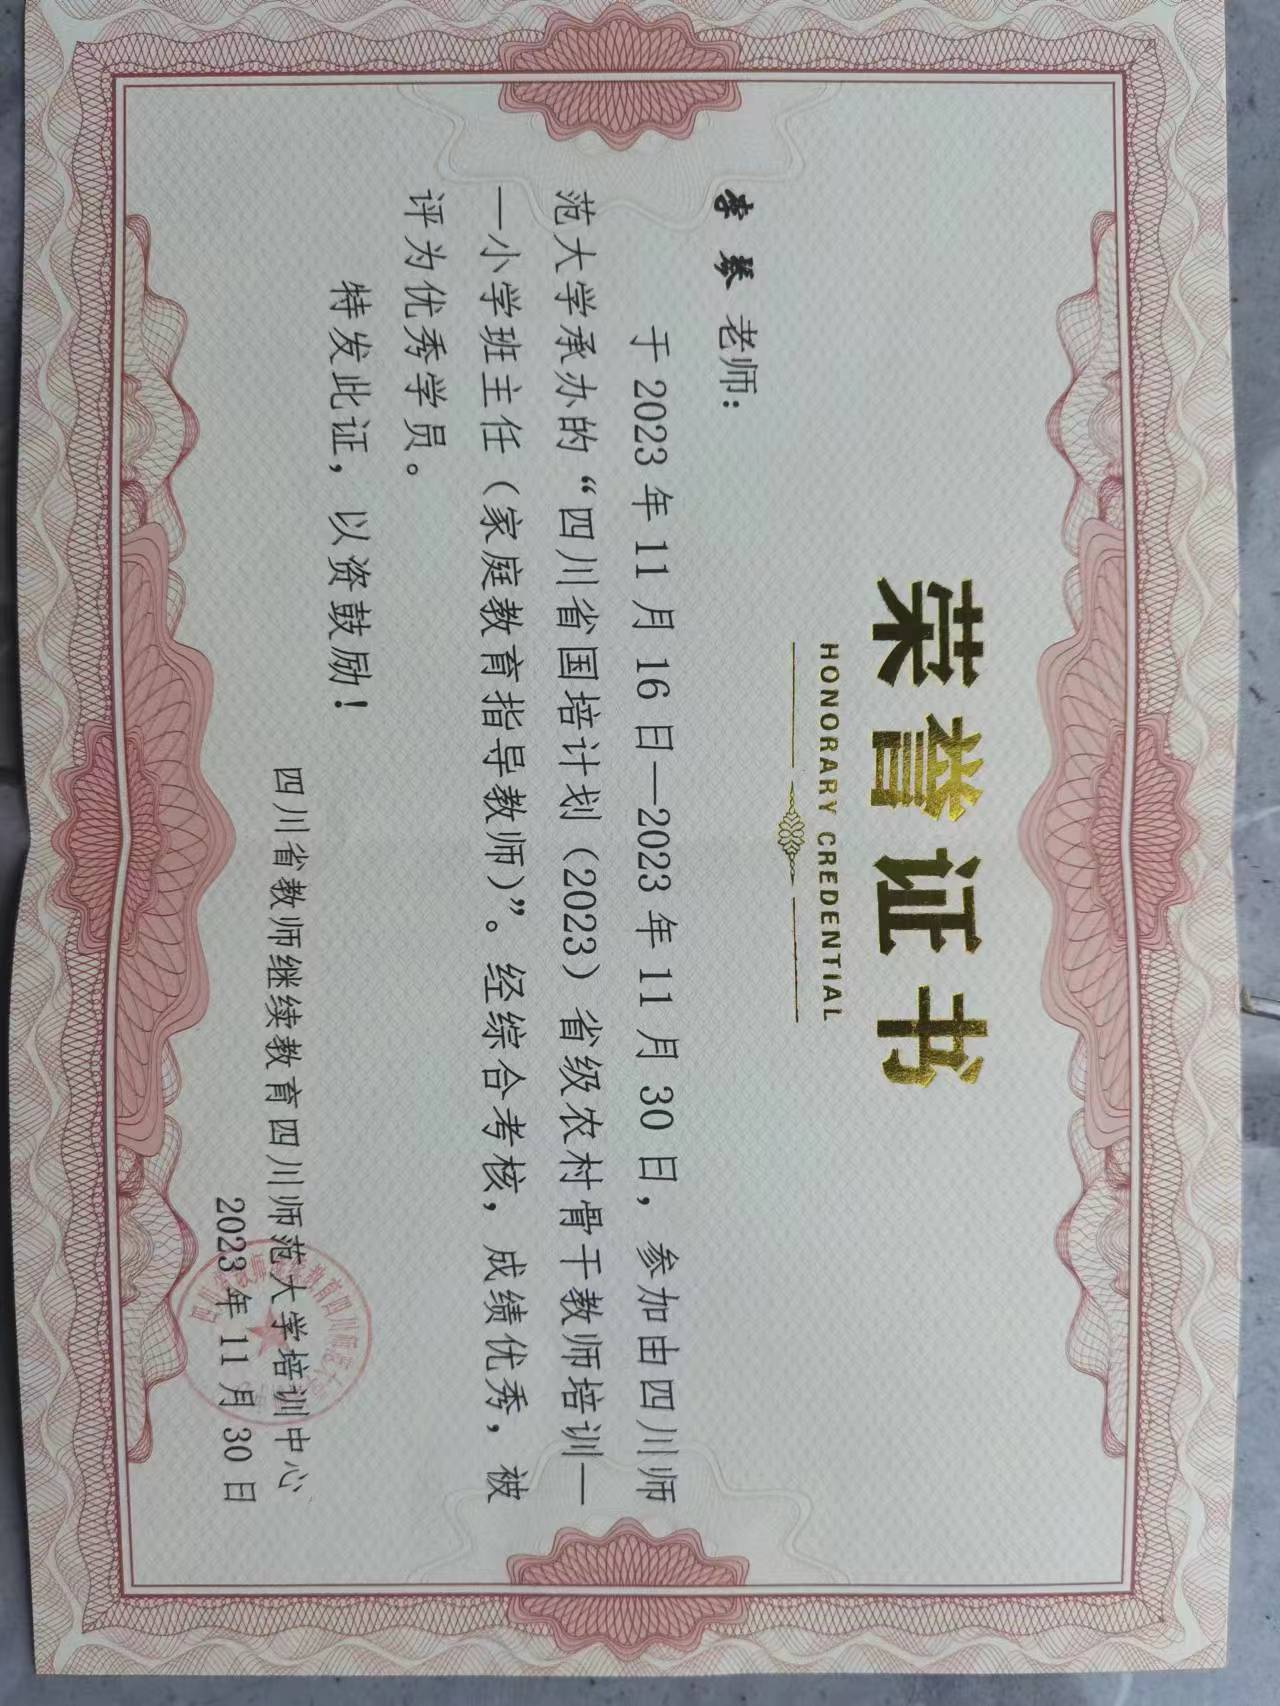 荣誉证书
HONORARY CREDENTIAL
李琴 老师:
于2023年11月16日—2023年11月30日，参加由四川师
范大学承办的“四川省国培计划（2023）省级农村骨干教师培训—
—小学班主任（家庭教育指导教师）”。经综合考核，成绩优秀，被
评为优秀学员。
特发此证，以资鼓励！
四川省教师继续教育四川师范大学培训中心
2023年11月30日